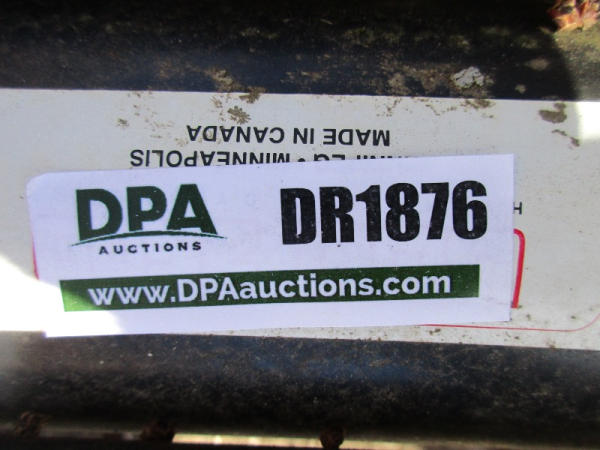 MADE IN CANADA
MINNEAPOLIS
DPA
AUCTIONS
DR1876
www.DPAauctions.com